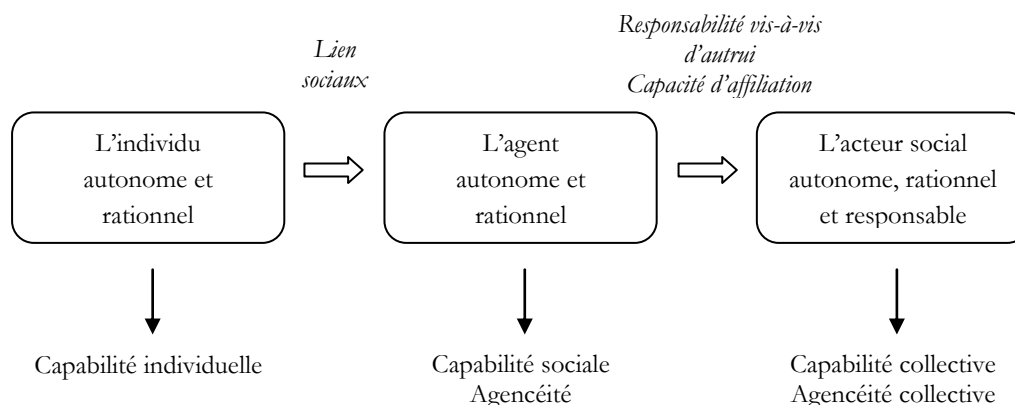 Lien
sociaux
Responsabilité vis-à-vis
d'autrui
Capacité d'affiliation
L'individu
autonome et
rationnel
L'agent
autonome et
rationnel
L'acteur social
autonome, rationnel
et responsable
Capabilité individuelle
Capabilité sociale
Agencéité
Capabilité collective
Agencéité collective